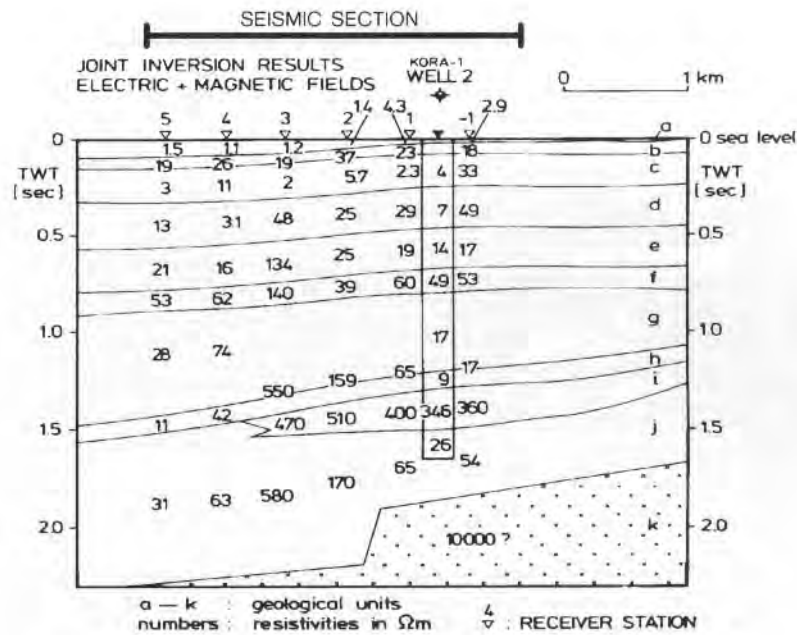 SEISMIC SECTION
JOINT INVERSION RESULTS
ELECTRIC + MAGNETIC FIELDS
KORA-1
WELL 2
0 1 km
5 4 3 2 1.4 4.3 1 -1 2.9 a
0 0 sea level
1.5 1.1 1.2 37 23 18 b
19 26 19 5.7 2.3 4 33 c
TWT
[sec]
TWT
[sec]
3 11 2
13 31 48 25 29 7 49 d
0.5 0.5
21 16 134 25 19 14 17 e
53 62 140 39 60 49 53 f
1.0 1.0
28 74 17 g
550 159 65 9 17 h
i
11 42 470 510 400 346 360
1.5 1.5
26 j
31 63 580 170 65 54
2.0 2.0
10000 ? k
a — k : geological units
numbers : resistivities in Ωm
4 : RECEIVER STATION